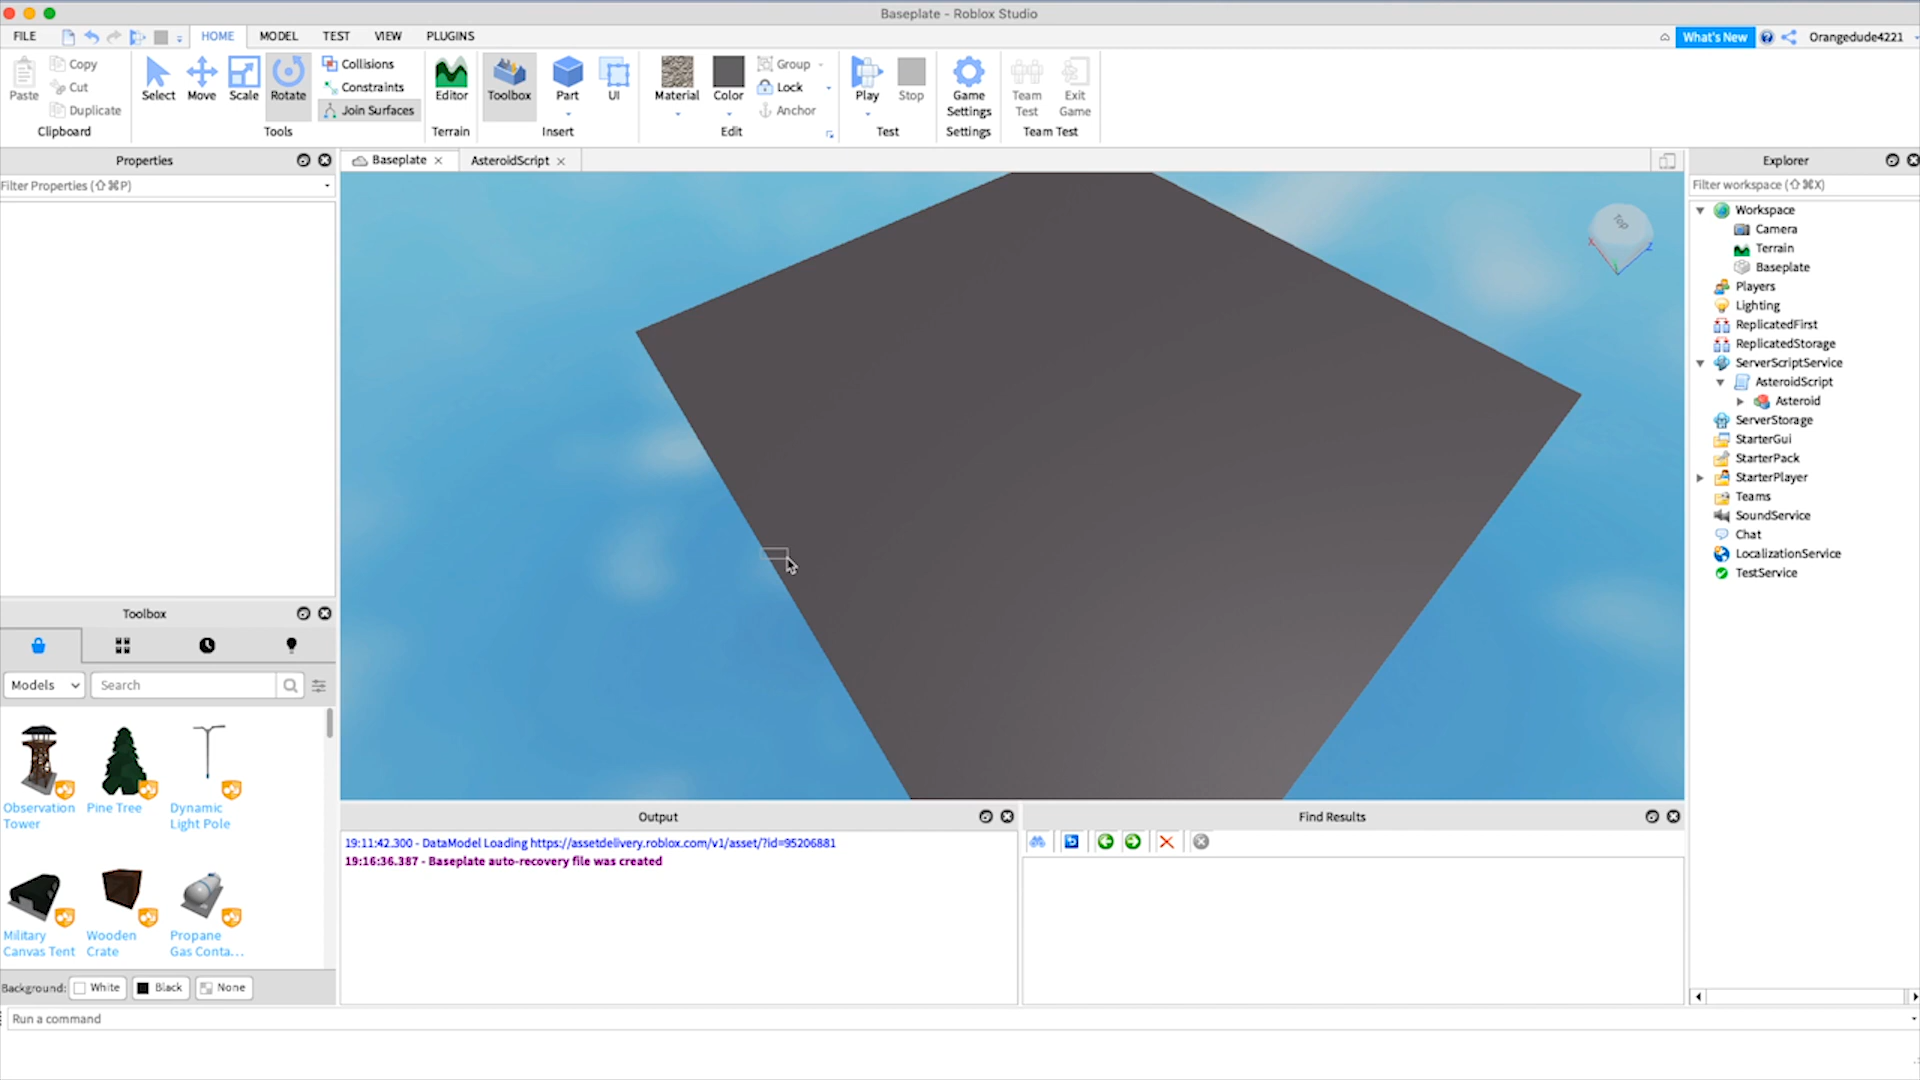 Baseplate - Roblox Studio
FILE
HOME
MODEL
TEST
VIEW
PLUGINS
What's New
Orangedude4221
Paste
Copy
Cut
Duplicate
Clipboard
Select
Move
Scale
Rotate
Collisions
Constraints
Join Surfaces
Tools
Editor
Terrain
Toolbox
Part
UI
Insert
Material
Color
Group
Lock
Anchor
Edit
Play
Stop
Test
Game
Settings
Settings
Team
Test
Exit
Game
Team Test
Properties
Filter Properties (⇧⌘P)
Baseplate
AsteroidScript
Top
X
Z
Explorer
Filter workspace (⇧⌘X)
Workspace
Camera
Terrain
Baseplate
Players
Lighting
ReplicatedFirst
ReplicatedStorage
ServerScriptService
AsteroidScript
Asteroid
ServerStorage
StarterGui
StarterPack
StarterPlayer
Teams
SoundService
Chat
LocalizationService
TestService
Toolbox
Models
Search
Observation
Tower
Pine Tree
Dynamic
Light Pole
Military
Canvas Tent
Wooden
Crate
Propane
Gas Conta...
Background:
White
Black
None
Output
19:11:42.300 - DataModel Loading https://assetdelivery.roblox.com/v1/asset/?id=95206881
19:16:36.387 - Baseplate auto-recovery file was created
Find Results
Run a command